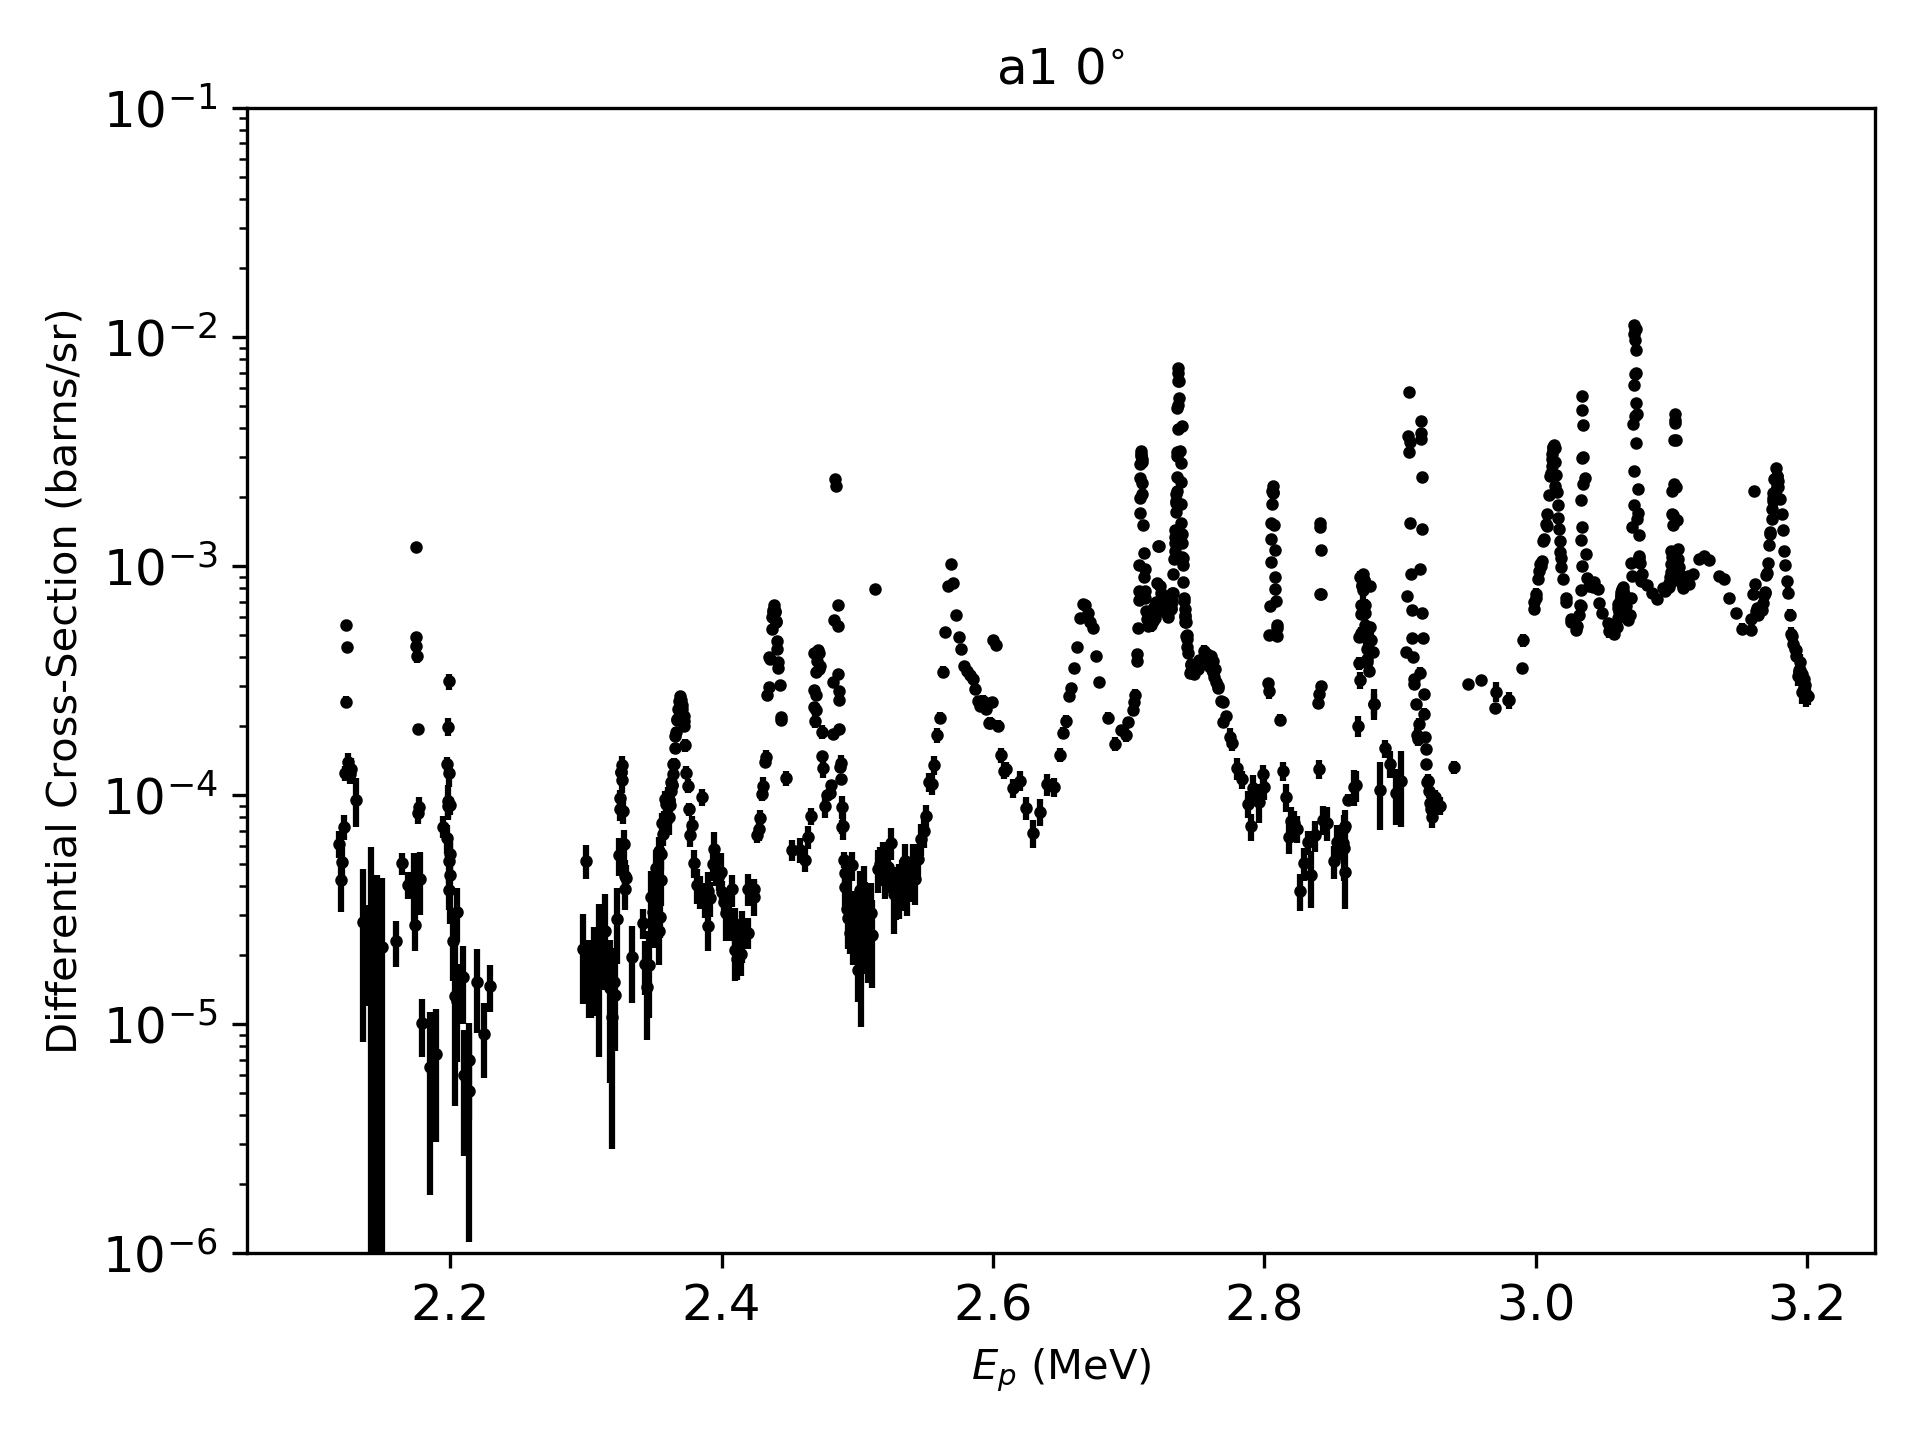 a1 0°
Differential Cross-Section (barns/sr)
10⁻¹
10⁻²
10⁻³
10⁻⁴
10⁻⁵
10⁻⁶
2.2 2.4 2.6 2.8 3.0 3.2
Eₚ (MeV)